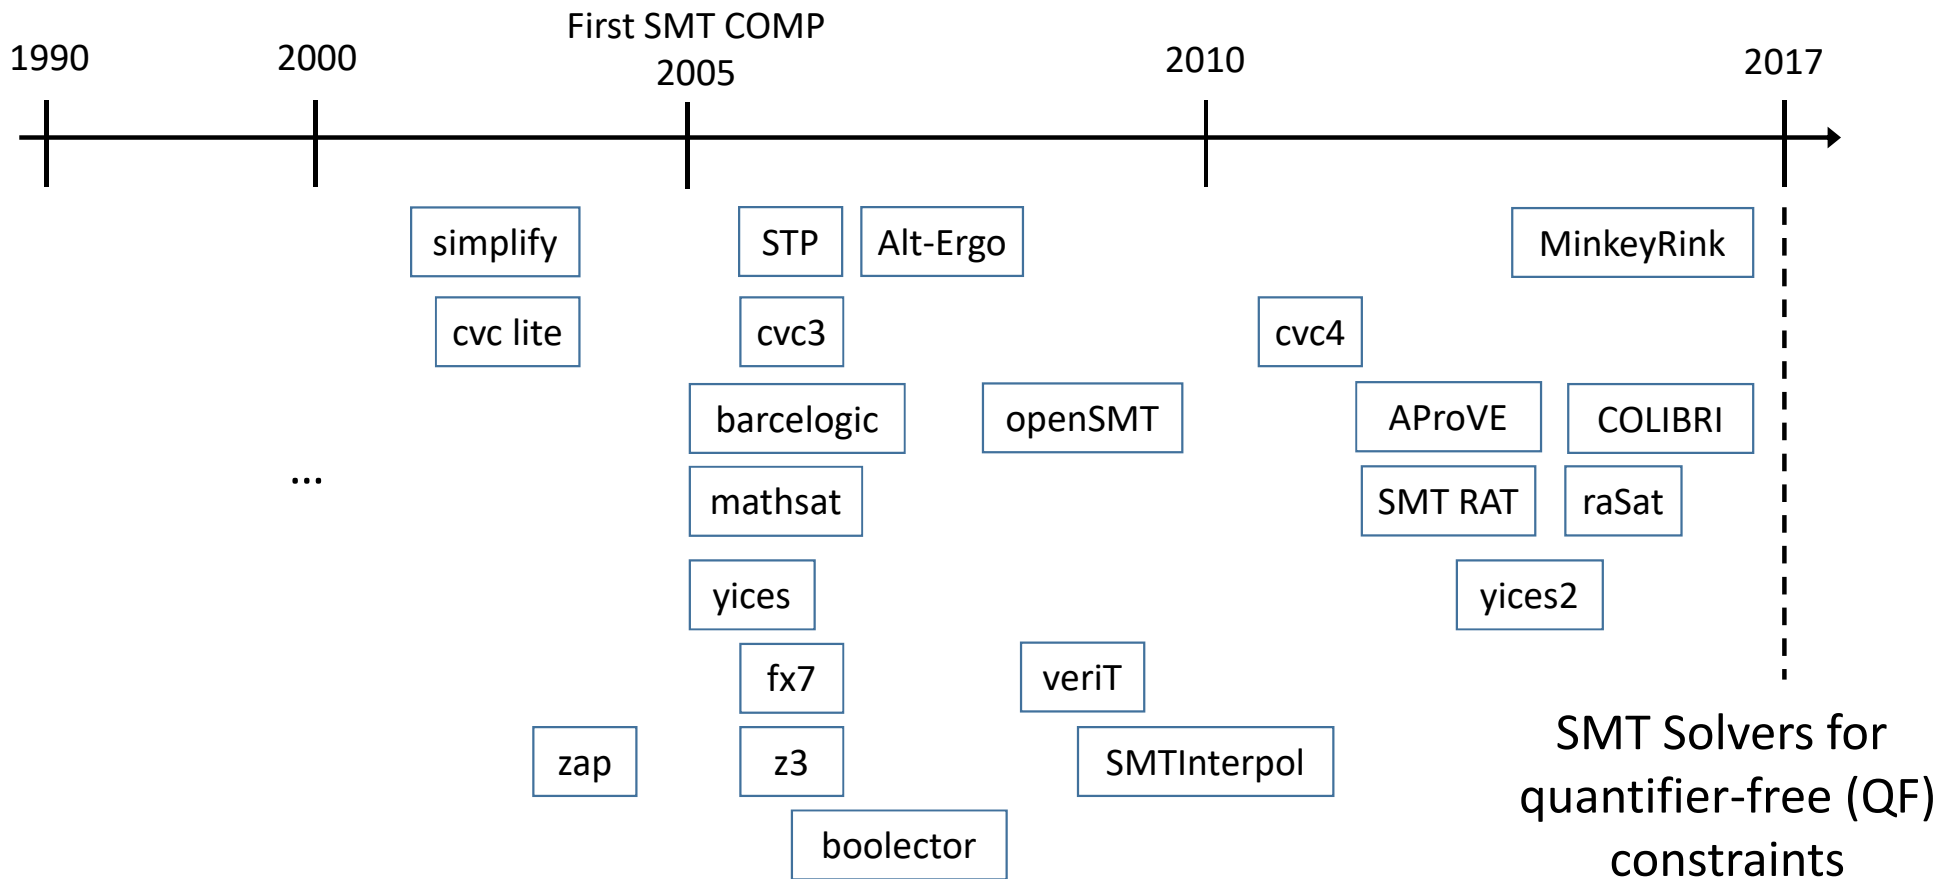 First SMT COMP
1990
2000
2005
2010
2017
simplify
STP
Alt-Ergo
MinkeyRink
cvc lite
cvc3
cvc4
barcelogic
openSMT
AProVE
COLIBRI
...
mathsat
SMT RAT
raSat
yices
yices2
fx7
veriT
zap
z3
SMTInterpol
boolector
SMT Solvers for
quantifier-free (QF)
constraints